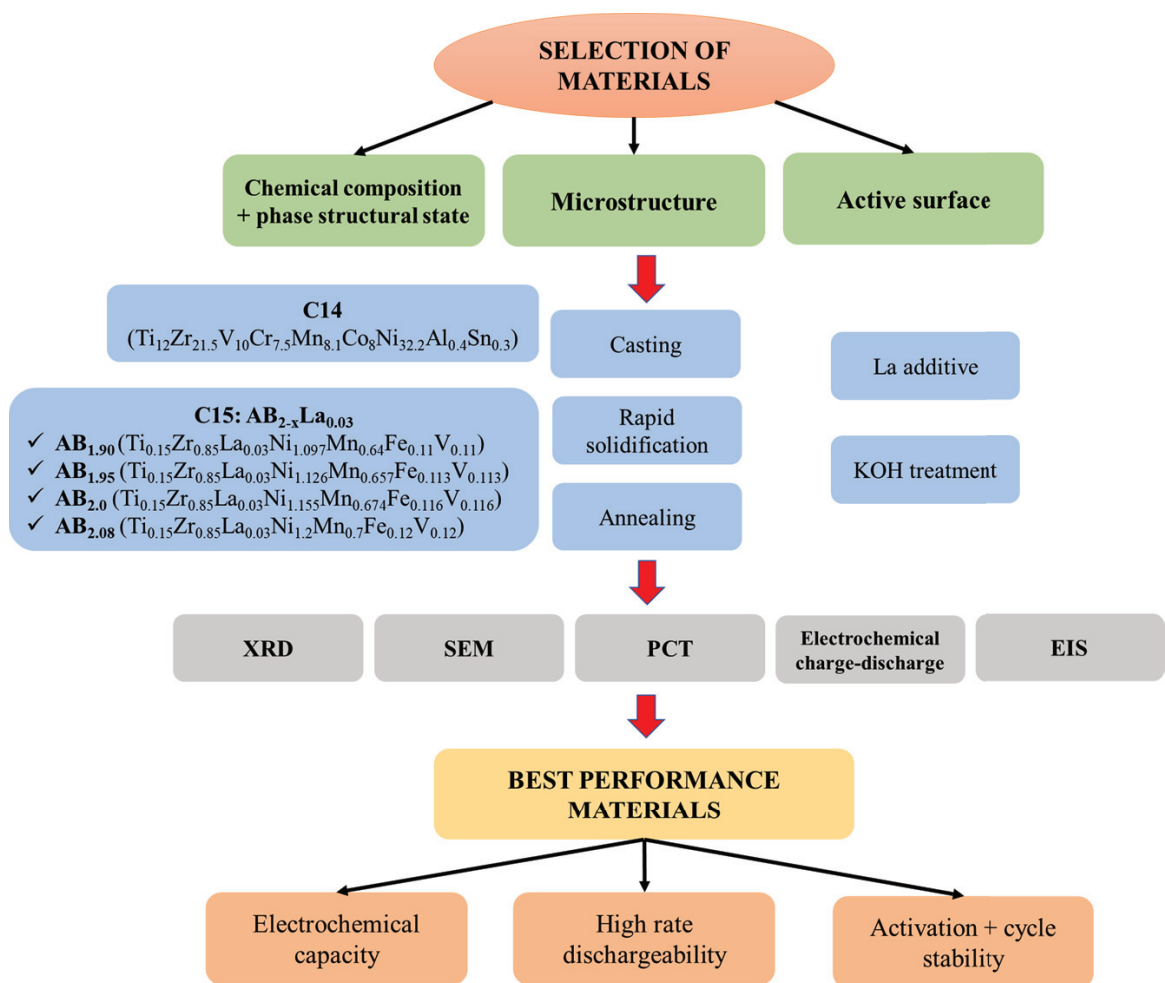 SELECTION OF
MATERIALS
Chemical composition
+ phase structural state
Microstructure
Active surface
C14
(Ti₁₂Zr₂₁.₅V₁₀Cr₇.₅Mn₈.₁Co₈Ni₃₂.₂Al₀.₄Sn₀.₃)
C15: AB₂₋ₓLa₀.₀₃
✓ AB₁.₉₀ (Ti₀.₁₅Zr₀.₈₅La₀.₀₃Ni₁.₀₉₇Mn₀.₆₄Fe₀.₁₁V₀.₁₁)
✓ AB₁.₉₅ (Ti₀.₁₅Zr₀.₈₅La₀.₀₃Ni₁.₁₂₆Mn₀.₆₅₇Fe₀.₁₁₃V₀.₁₁₃)
✓ AB₂.₀ (Ti₀.₁₅Zr₀.₈₅La₀.₀₃Ni₁.₁₅₅Mn₀.₆₇₄Fe₀.₁₁₆V₀.₁₁₆)
✓ AB₂.₀₈ (Ti₀.₁₅Zr₀.₈₅La₀.₀₃Ni₁.₂Mn₀.₇Fe₀.₁₂V₀.₁₂)
Casting
Rapid
solidification
Annealing
La additive
KOH treatment
XRD
SEM
PCT
Electrochemical
charge-discharge
EIS
BEST PERFORMANCE
MATERIALS
Electrochemical
capacity
High rate
dischargeability
Activation + cycle
stability